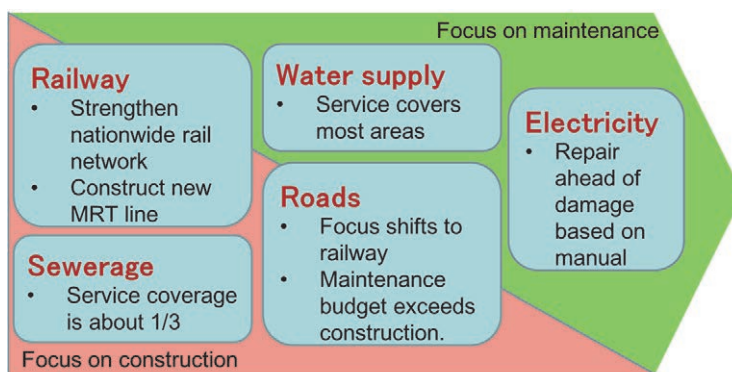 Focus on maintenance
Railway
• Strengthen
nationwide rail
network
• Construct new
MRT line
Water supply
• Service covers
most areas
Electricity
• Repair
ahead of
damage
based on
manual
Roads
• Focus shifts to
railway
• Maintenance
budget exceeds
construction.
Sewerage
• Service coverage
is about 1/3
Focus on construction